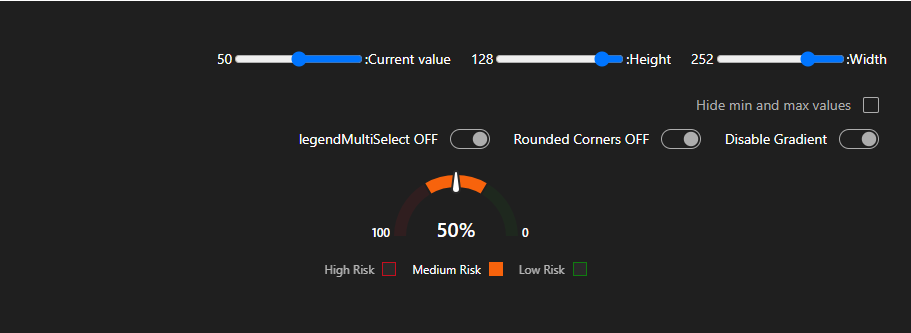 50 :Current value 128 :Height 252 :Width
Hide min and max values
legendMultiSelect OFF Rounded Corners OFF Disable Gradient
100 50% 0
High Risk Medium Risk Low Risk